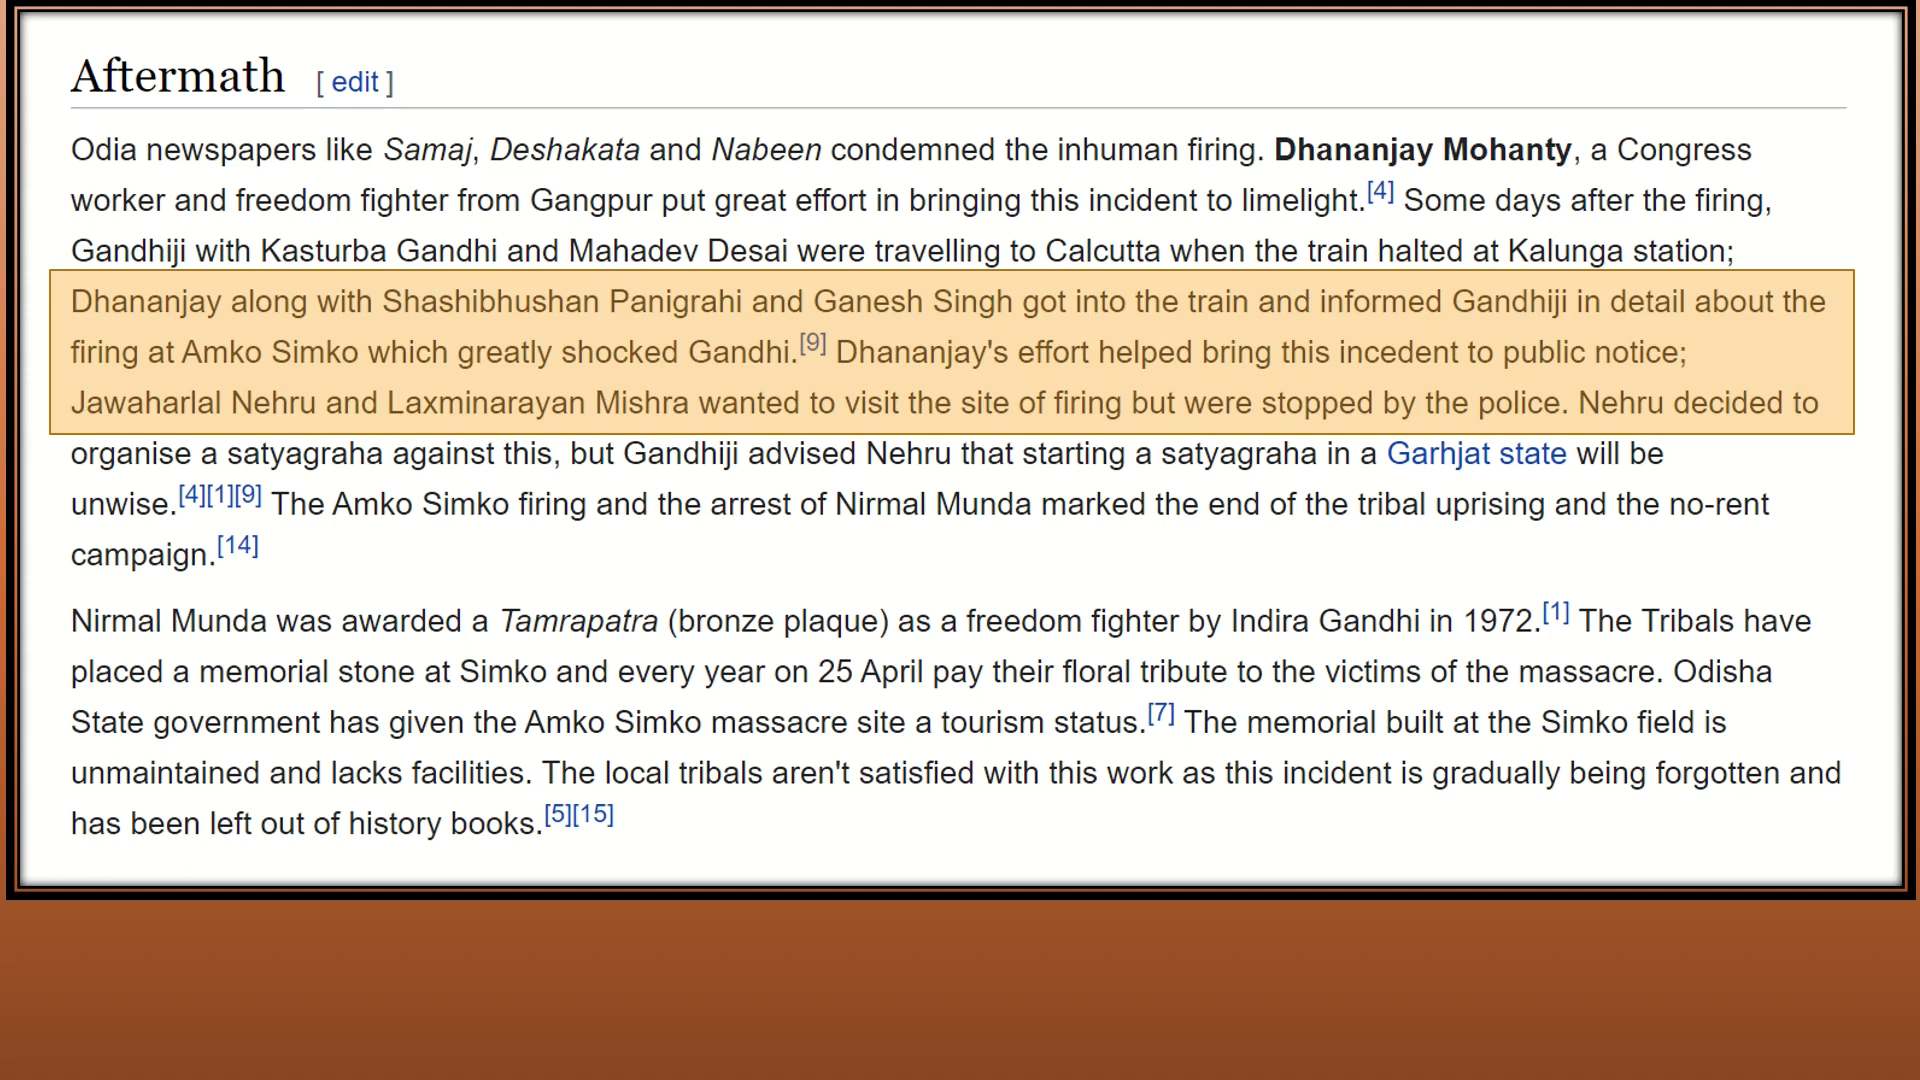 Aftermath [ edit ]
Odia newspapers like Samaj, Deshakata and Nabeen condemned the inhuman firing. Dhananjay Mohanty, a Congress
worker and freedom fighter from Gangpur put great effort in bringing this incident to limelight.[4] Some days after the firing,
Gandhiji with Kasturba Gandhi and Mahadev Desai were travelling to Calcutta when the train halted at Kalunga station;
Dhananjay along with Shashibhushan Panigrahi and Ganesh Singh got into the train and informed Gandhiji in detail about the
firing at Amko Simko which greatly shocked Gandhi.[9] Dhananjay's effort helped bring this incedent to public notice;
Jawaharlal Nehru and Laxminarayan Mishra wanted to visit the site of firing but were stopped by the police. Nehru decided to
organise a satyagraha against this, but Gandhiji advised Nehru that starting a satyagraha in a Garhjat state will be
unwise.[4][1][9] The Amko Simko firing and the arrest of Nirmal Munda marked the end of the tribal uprising and the no-rent
campaign.[14]
Nirmal Munda was awarded a Tamrapatra (bronze plaque) as a freedom fighter by Indira Gandhi in 1972.[1] The Tribals have
placed a memorial stone at Simko and every year on 25 April pay their floral tribute to the victims of the massacre. Odisha
State government has given the Amko Simko massacre site a tourism status.[7] The memorial built at the Simko field is
unmaintained and lacks facilities. The local tribals aren't satisfied with this work as this incident is gradually being forgotten and
has been left out of history books.[5][15]